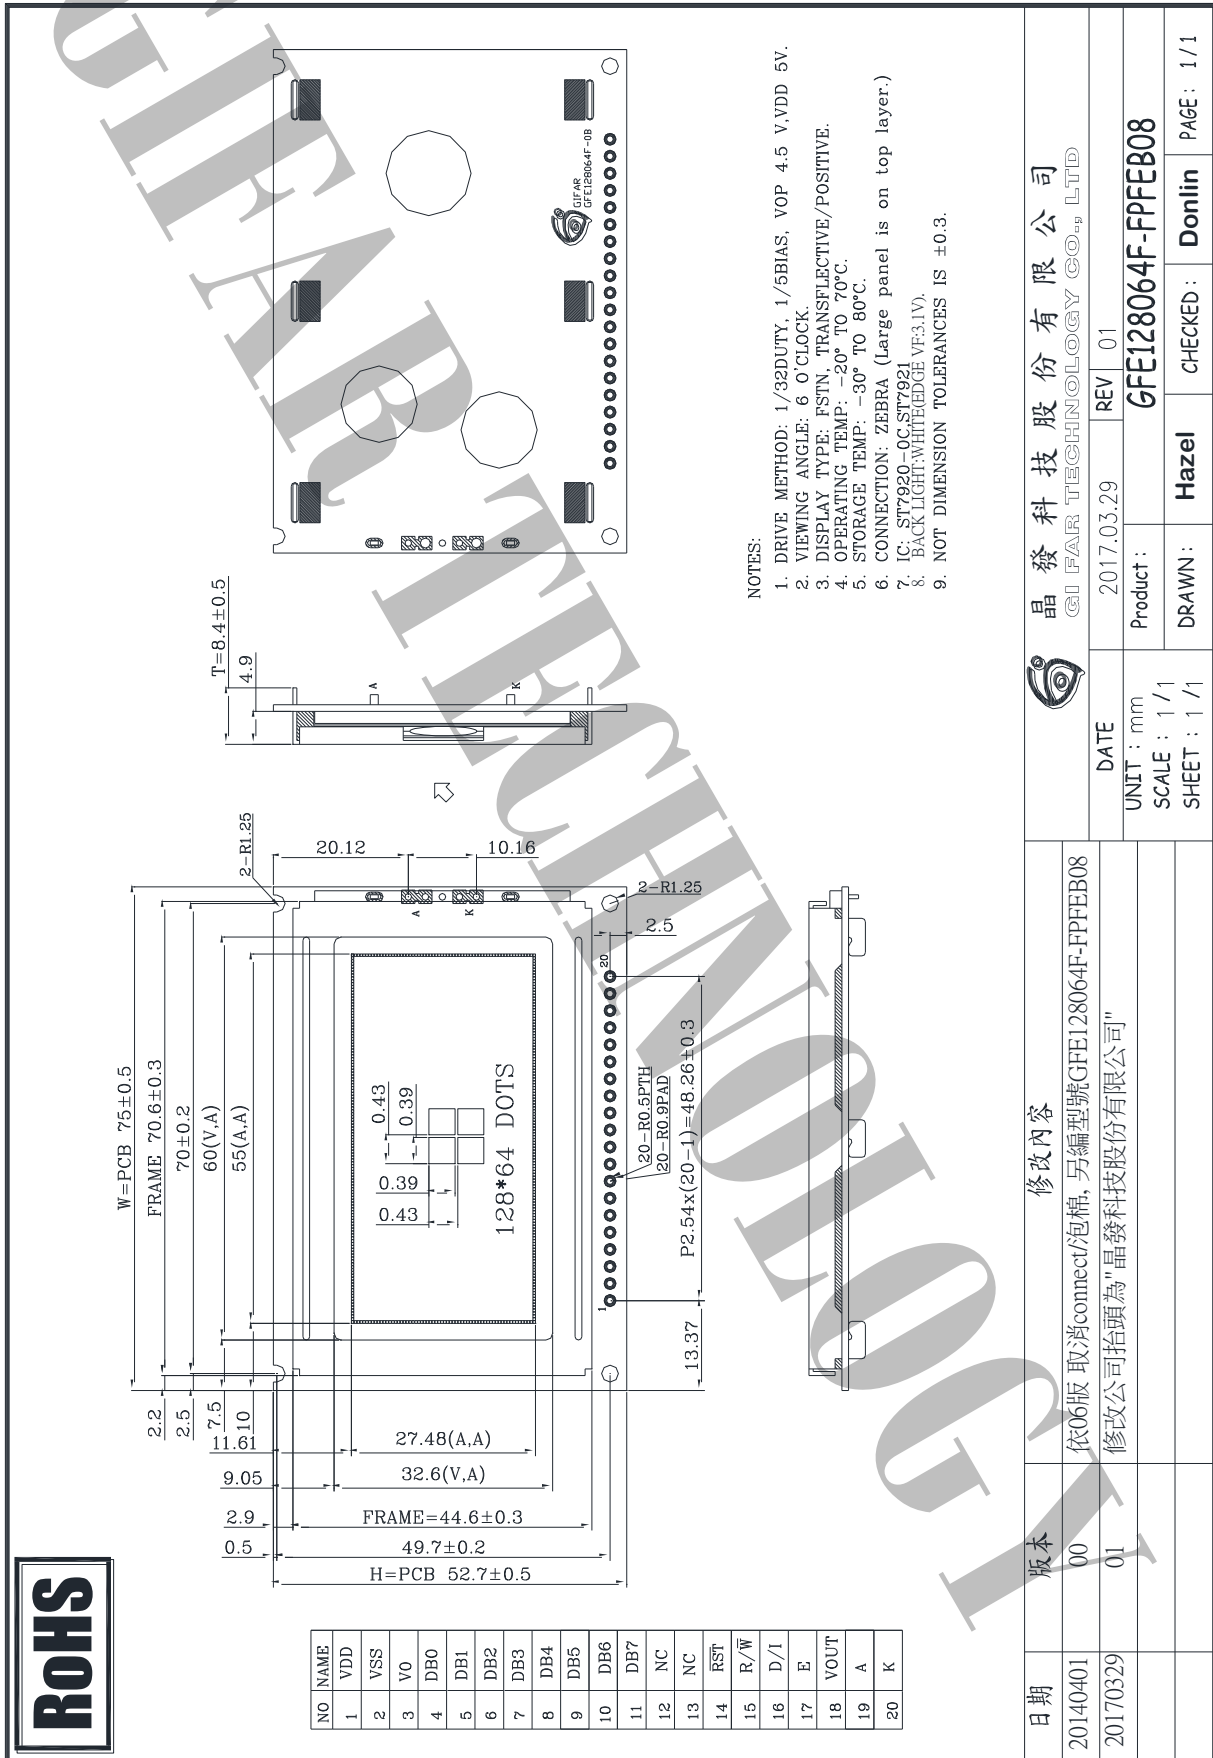 RoHS
NO NAME
1 VDD
2 VSS
3 V0
4 DB0
5 DB1
6 DB2
7 DB3
8 DB4
9 DB5
10 DB6
11 DB7
12 NC
13 NC
14 RST
15 R/W
16 D/I
17 E
18 VOUT
19 A
20 K
W=PCB 75±0.5
FRAME 70.6±0.3
70±0.2
60(V,A)
55(A,A)
2.2
2.5
7.5
10
11.61
9.05
2.9
0.5
27.48(A,A)
32.6(V,A)
FRAME=44.6±0.3
49.7±0.2
H=PCB 52.7±0.5
0.43
0.39
0.39
0.43
128*64 DOTS
2-R1.25
20.12
10.16
A
K
2-R1.25
2.5
1
20
20-R0.5PTH
20-R0.9PAD
P2.54x(20-1)=48.26±0.3
13.37
T=8.4±0.5
4.9
A
K
GIFAR
GFE128064F-0B
NOTES:
1. DRIVE METHOD: 1/32DUTY, 1/5BIAS, VOP 4.5 V,VDD 5V.
2. VIEWING ANGLE: 6 O'CLOCK.
3. DISPLAY TYPE: FSTN, TRANSFLECTIVE/POSITIVE.
4. OPERATING TEMP: -20° TO 70°C.
5. STORAGE TEMP: -30° TO 80°C.
6. CONNECTION: ZEBRA (Large panel is on top layer.)
7. IC: ST7920-0C,ST7921
8. BACK LIGHT:WHITE(EDGE VF:3.1V),
9. NOT DIMENSION TOLERANCES IS ±0.3.
日期 版本 修改內容
20140401 00 依06版 取消connect/泡棉, 另編型號GFE128064F-FPFEB08
20170329 01 修改公司抬頭為"晶發科技股份有限公司"
晶發科技股份有限公司
GI FAR TECHNOLOGY CO., LTD
DATE 2017.03.29 REV 01
UNIT : mm
SCALE : 1 / 1
SHEET : 1 / 1
Product : GFE128064F-FPFEB08
DRAWN : Hazel CHECKED : Donlin PAGE : 1 / 1
GIFAR TECHNOLOGY